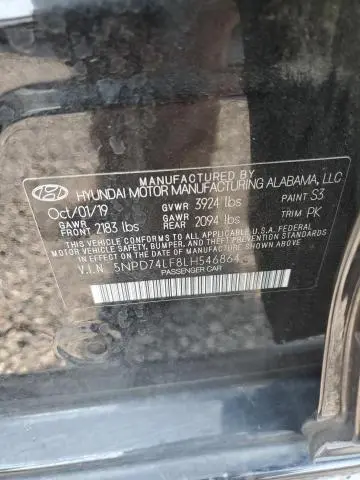 MANUFACTURED BY
HYUNDAI MOTOR MANUFACTURING ALABAMA, LLC
Oct/01/19 GVWR 3924 lbs PAINT S3
GAWR FRONT 2183 lbs GAWR REAR 2094 lbs TRIM PK
THIS VEHICLE CONFORMS TO ALL APPLICABLE U.S.A. FEDERAL
MOTOR VEHICLE SAFETY, BUMPER, AND THEFT PREVENTION STANDARDS
IN EFFECT ON THE DATE OF MANUFACTURE SHOWN ABOVE.
V.I.N 5NPD74LF8LH546864
PASSENGER CAR